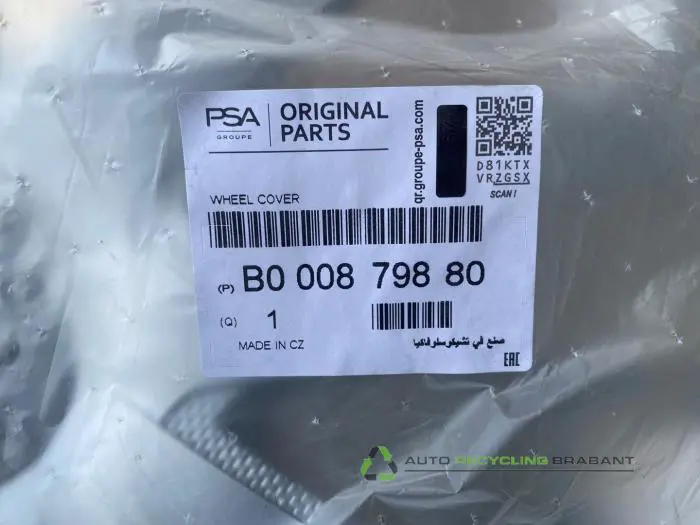 PSA
GROUPE
ORIGINAL
PARTS
qr.groupe-psa.com
D81KTX
VRZGSX
SCAN!
WHEEL COVER
(P) B0 008 798 80
(Q) 1
MADE IN CZ
صنع في تشيكوسلوفاكيا
EAC
AUTO RECYCLING BRABANT